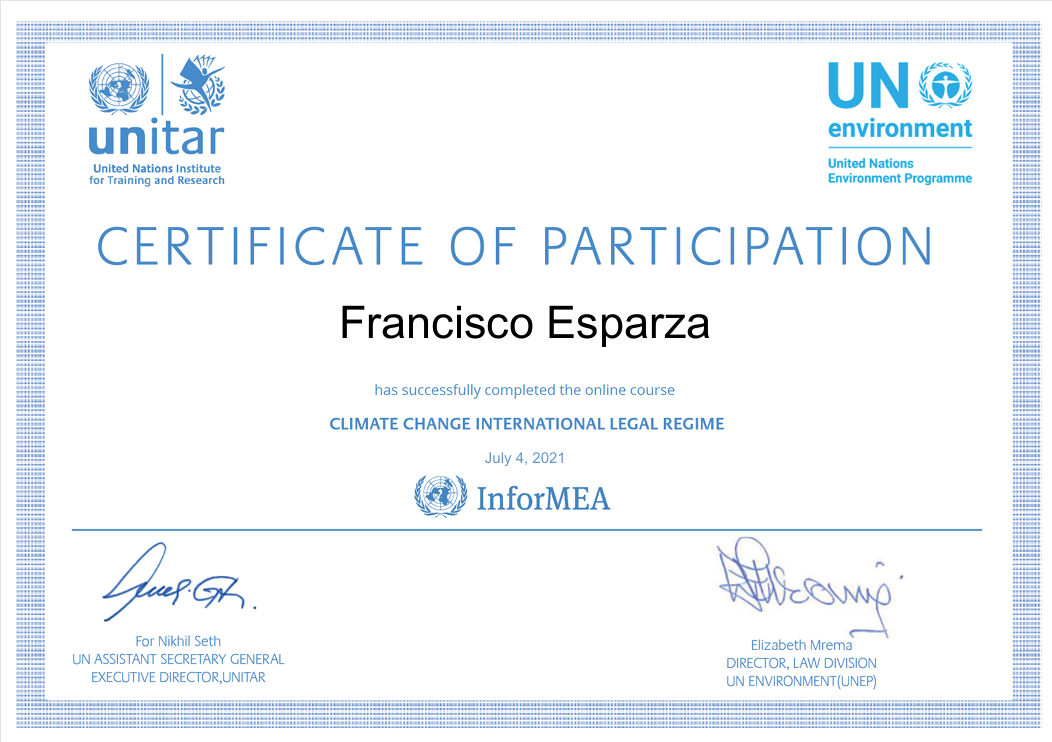 unitar
United Nations Institute
for Training and Research
UN
environment
United Nations
Environment Programme
CERTIFICATE OF PARTICIPATION
Francisco Esparza
has successfully completed the online course
CLIMATE CHANGE INTERNATIONAL LEGAL REGIME
July 4, 2021
InforMEA
For Nikhil Seth
UN ASSISTANT SECRETARY GENERAL
EXECUTIVE DIRECTOR,UNITAR
Elizabeth Mrema
DIRECTOR, LAW DIVISION
UN ENVIRONMENT(UNEP)